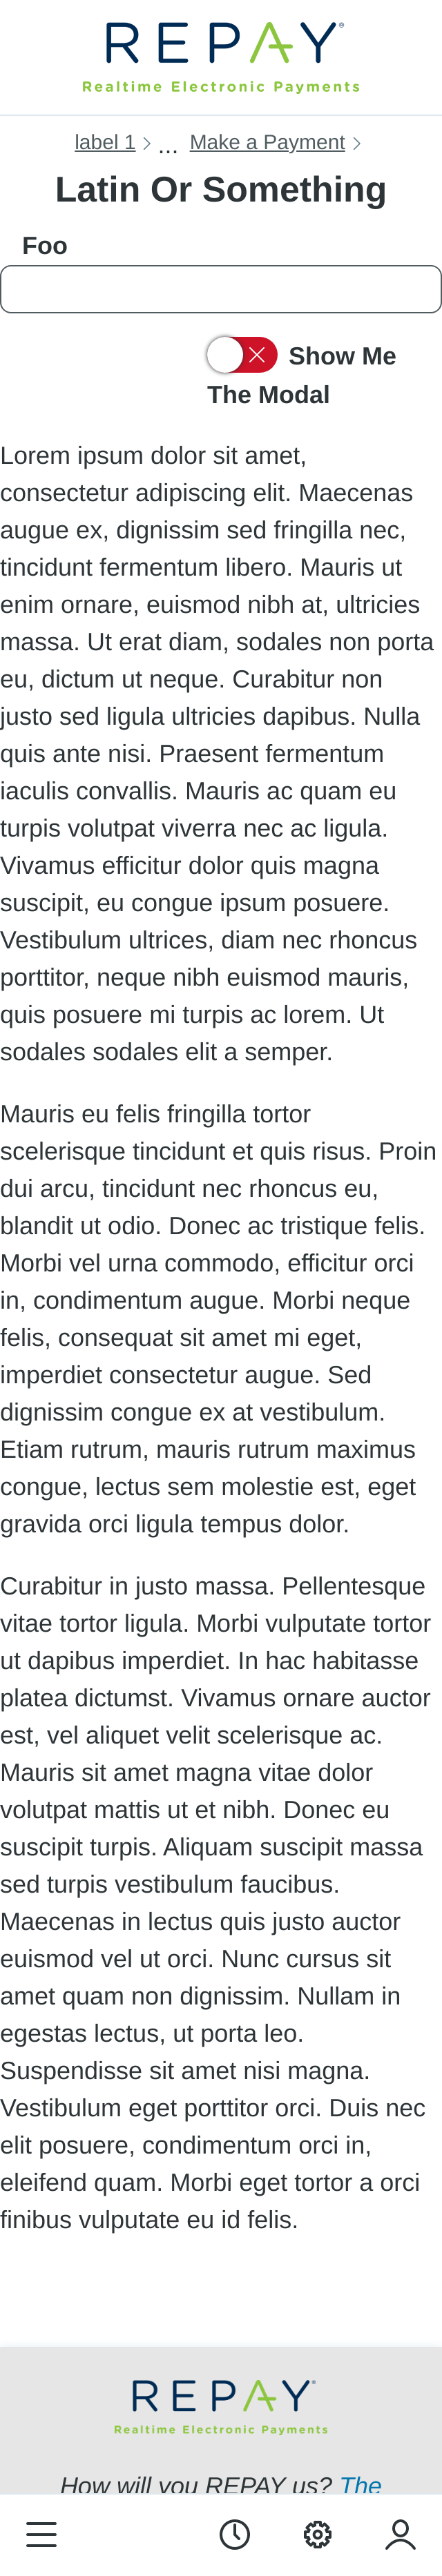 REPAY®
Realtime Electronic Payments
label 1 > ... Make a Payment >
Latin Or Something
Foo
Show Me
The Modal
Lorem ipsum dolor sit amet,
consectetur adipiscing elit. Maecenas
augue ex, dignissim sed fringilla nec,
tincidunt fermentum libero. Mauris ut
enim ornare, euismod nibh at, ultricies
massa. Ut erat diam, sodales non porta
eu, dictum ut neque. Curabitur non
justo sed ligula ultricies dapibus. Nulla
quis ante nisi. Praesent fermentum
iaculis convallis. Mauris ac quam eu
turpis volutpat viverra nec ac ligula.
Vivamus efficitur dolor quis magna
suscipit, eu congue ipsum posuere.
Vestibulum ultrices, diam nec rhoncus
porttitor, neque nibh euismod mauris,
quis posuere mi turpis ac lorem. Ut
sodales sodales elit a semper.
Mauris eu felis fringilla tortor
scelerisque tincidunt et quis risus. Proin
dui arcu, tincidunt nec rhoncus eu,
blandit ut odio. Donec ac tristique felis.
Morbi vel urna commodo, efficitur orci
in, condimentum augue. Morbi neque
felis, consequat sit amet mi eget,
imperdiet consectetur augue. Sed
dignissim congue ex at vestibulum.
Etiam rutrum, mauris rutrum maximus
congue, lectus sem molestie est, eget
gravida orci ligula tempus dolor.
Curabitur in justo massa. Pellentesque
vitae tortor ligula. Morbi vulputate tortor
ut dapibus imperdiet. In hac habitasse
platea dictumst. Vivamus ornare auctor
est, vel aliquet velit scelerisque ac.
Mauris sit amet magna vitae dolor
volutpat mattis ut et nibh. Donec eu
suscipit turpis. Aliquam suscipit massa
sed turpis vestibulum faucibus.
Maecenas in lectus quis justo auctor
euismod vel ut orci. Nunc cursus sit
amet quam non dignissim. Nullam in
egestas lectus, ut porta leo.
Suspendisse sit amet nisi magna.
Vestibulum eget porttitor orci. Duis nec
elit posuere, condimentum orci in,
eleifend quam. Morbi eget tortor a orci
finibus vulputate eu id felis.
REPAY®
Realtime Electronic Payments
How will you REPAY us? The